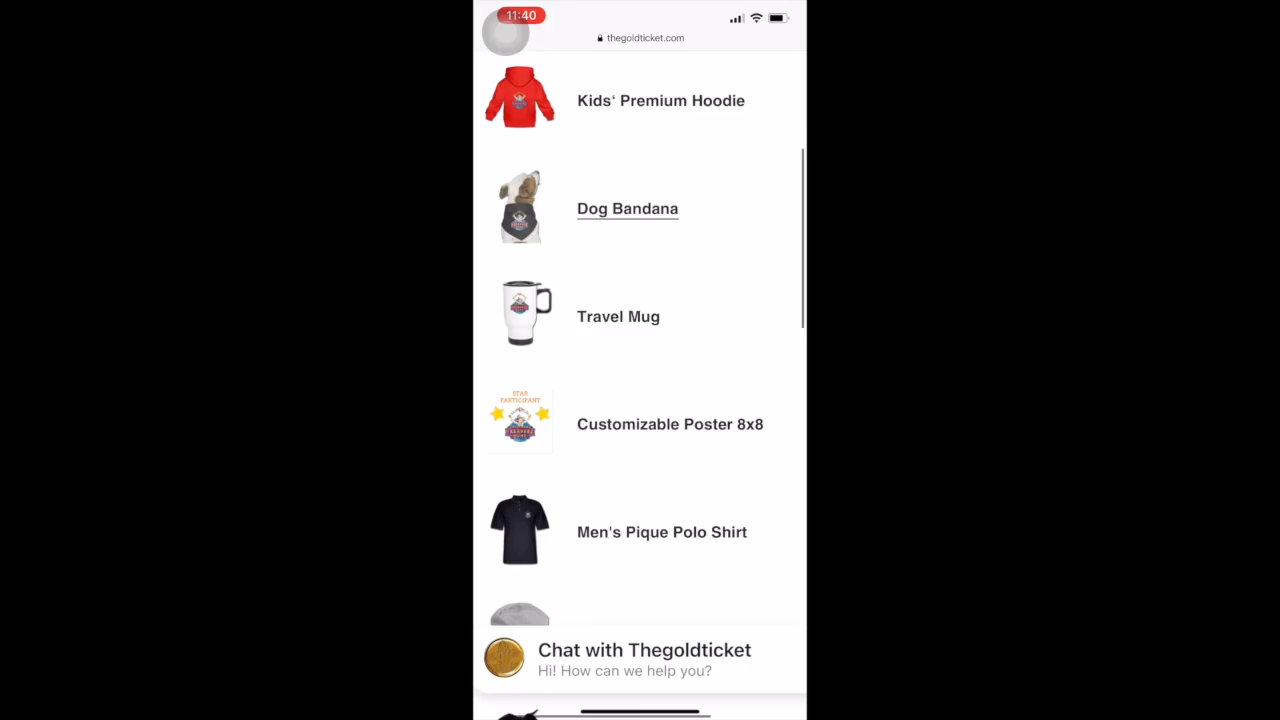 11:40
thegoldticket.com
Kids‘ Premium Hoodie
Dog Bandana
Travel Mug
STAR
PARTICIPANT
Customizable Poster 8x8
Men's Pique Polo Shirt
Chat with Thegoldticket
Hi! How can we help you?